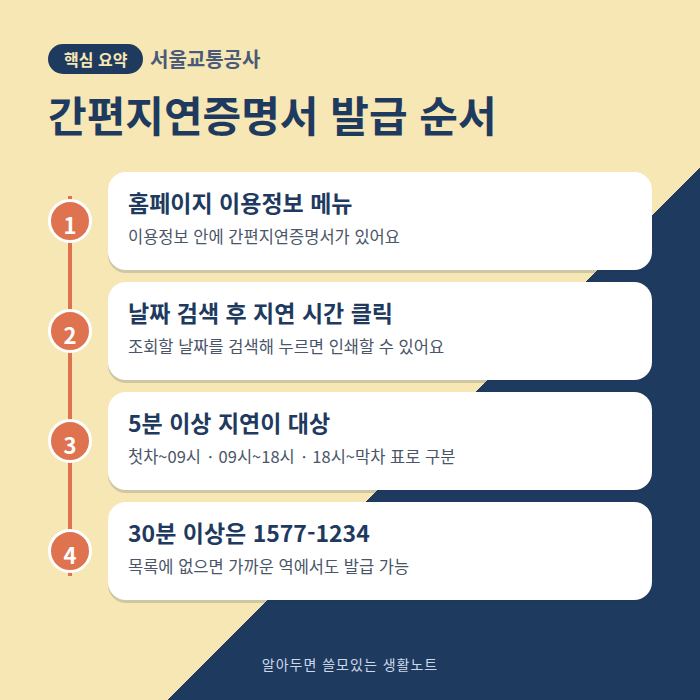 핵심 요약 서울교통공사
간편지연증명서 발급 순서
1
홈페이지 이용정보 메뉴
이용정보 안에 간편지연증명서가 있어요
2
날짜 검색 후 지연 시간 클릭
조회할 날짜를 검색해 누르면 인쇄할 수 있어요
3
5분 이상 지연이 대상
첫차~09시 · 09시~18시 · 18시~막차 표로 구분
4
30분 이상은 1577-1234
목록에 없으면 가까운 역에서도 발급 가능
알아두면 쓸모있는 생활노트